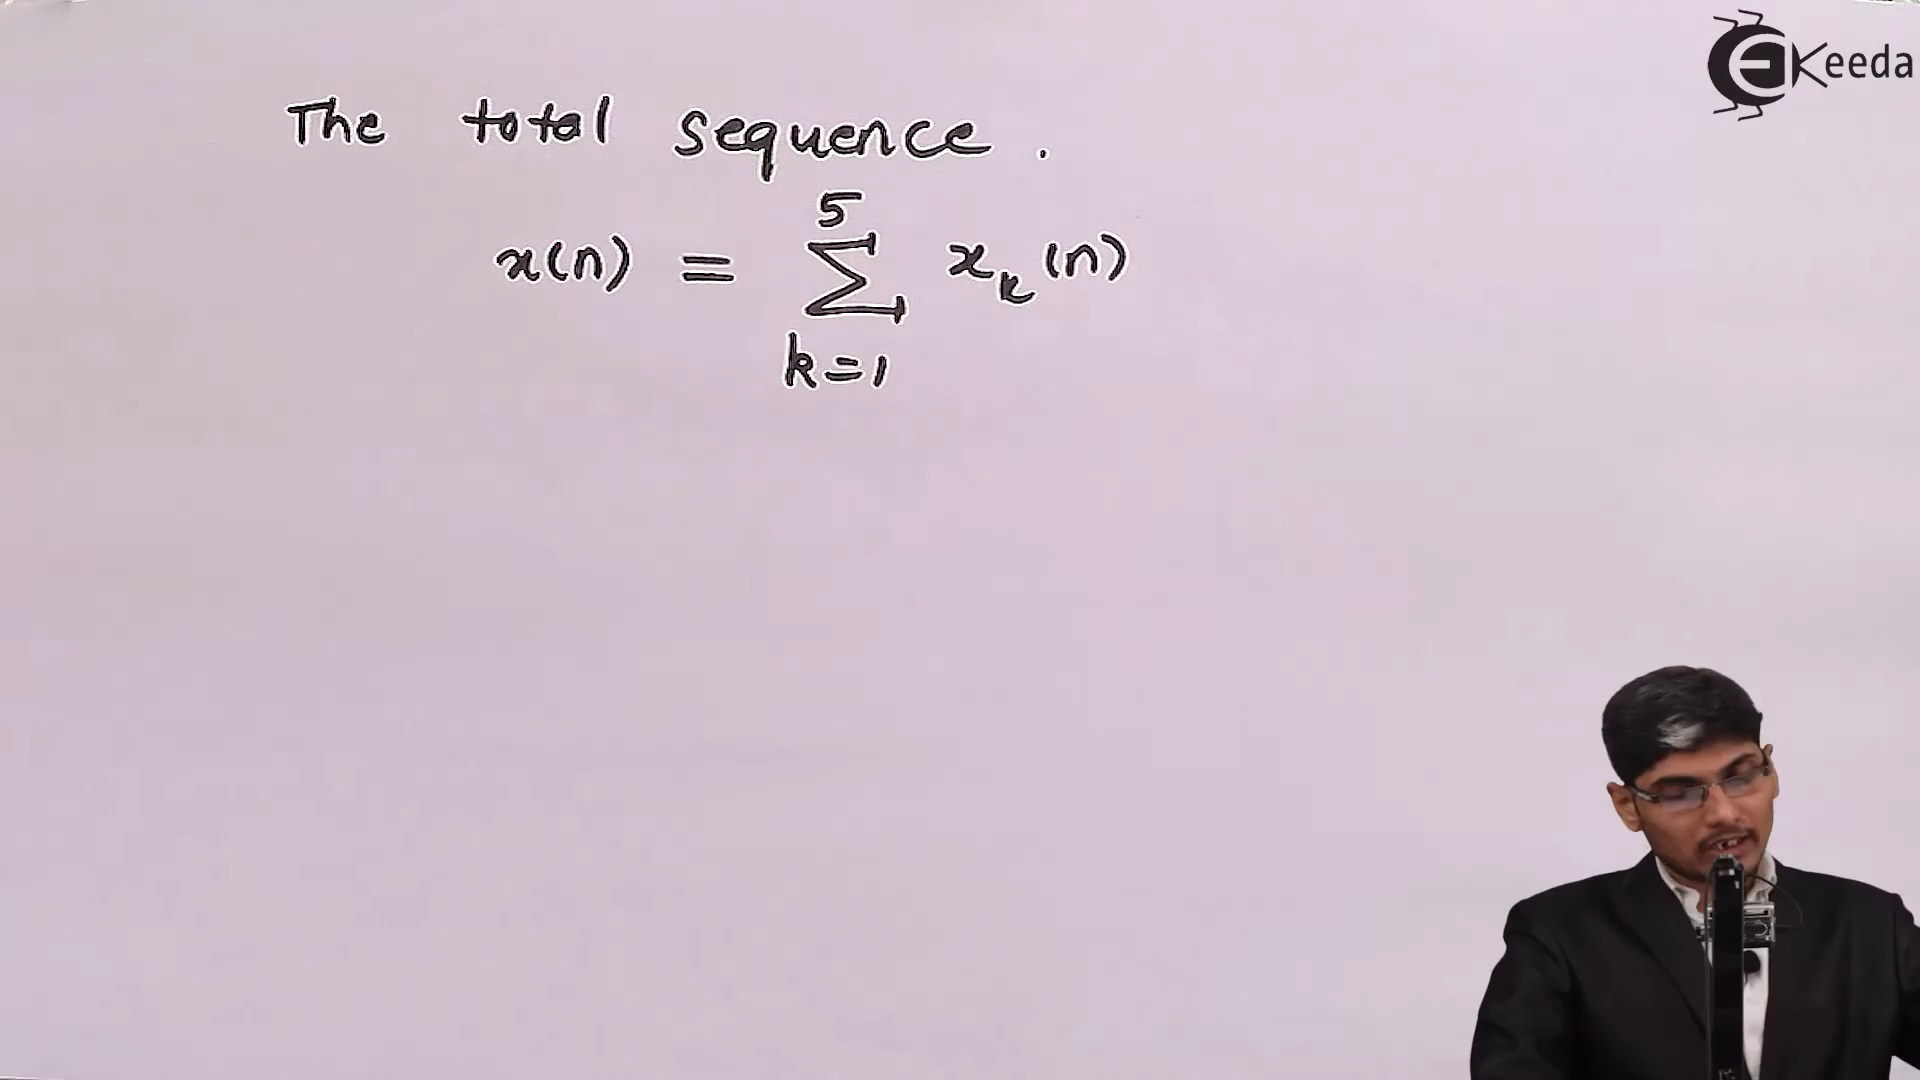 EKeeda
The total sequence.
x(n) = 5 Σ k=1 x_k (n)